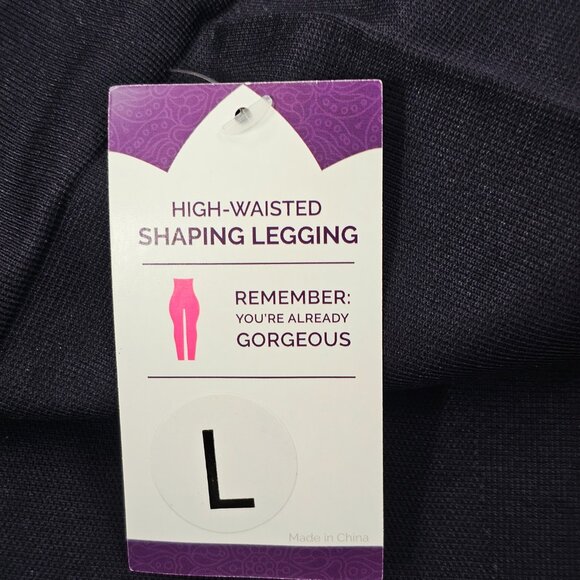 HIGH-WAISTED
SHAPING LEGGING
REMEMBER:
YOU'RE ALREADY
GORGEOUS
L
Made in China